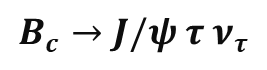 B_c → J/ψ τ ν_τ